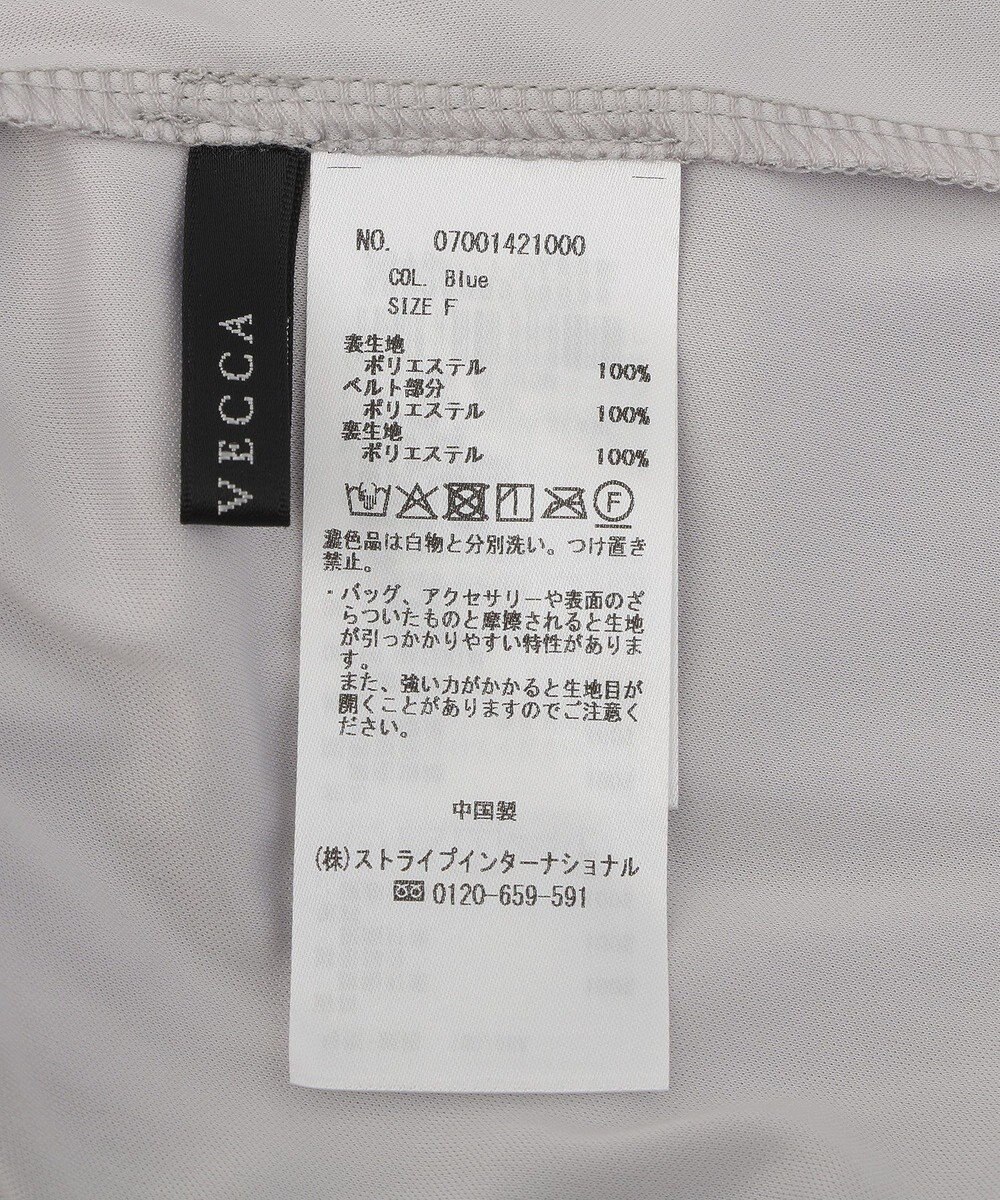 VECCA
NO. 07001421000
COL. Blue
SIZE F
表生地
ポリエステル 100%
ベルト部分
ポリエステル 100%
裏生地
ポリエステル 100%
F
濃色品は白物と分別洗い。つけ置き
禁止。
・バッグ、アクセサリーや表面のざ
らついたものと摩擦されると生地
が引っかかりやすい特性がありま
す。
また、強い力がかかると生地目が
開くことがありますのでご注意く
ださい。
中国製
(株)ストライプインターナショナル
0120-659-591